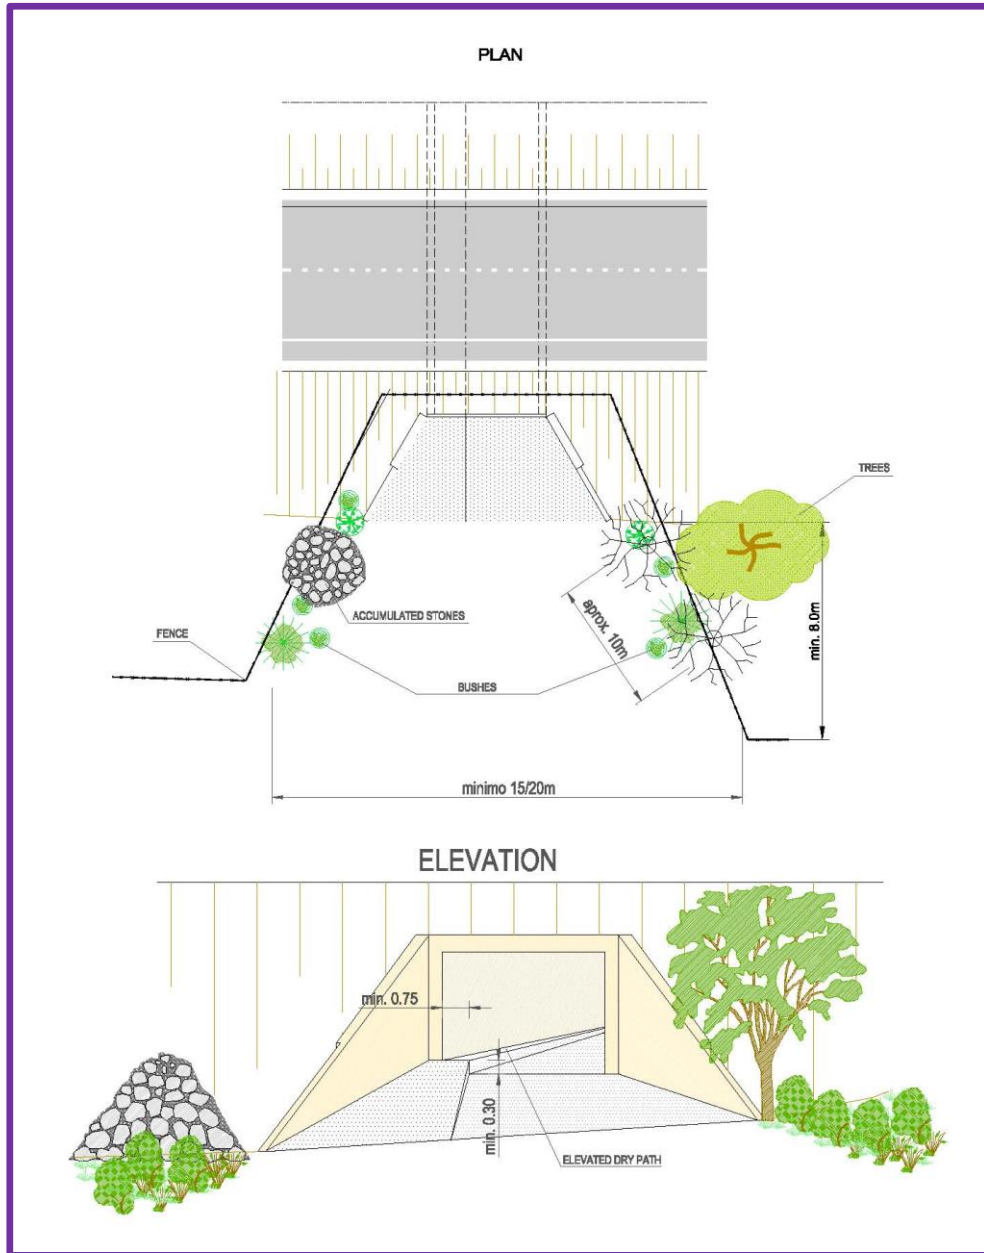 PLAN
TREES
ACCUMULATED STONES
FENCE
aprox. 10m
min. 8.0m
BUSHES
minimo 15/20m
ELEVATION
min. 0.75
min. 0.30
ELEVATED DRY PATH